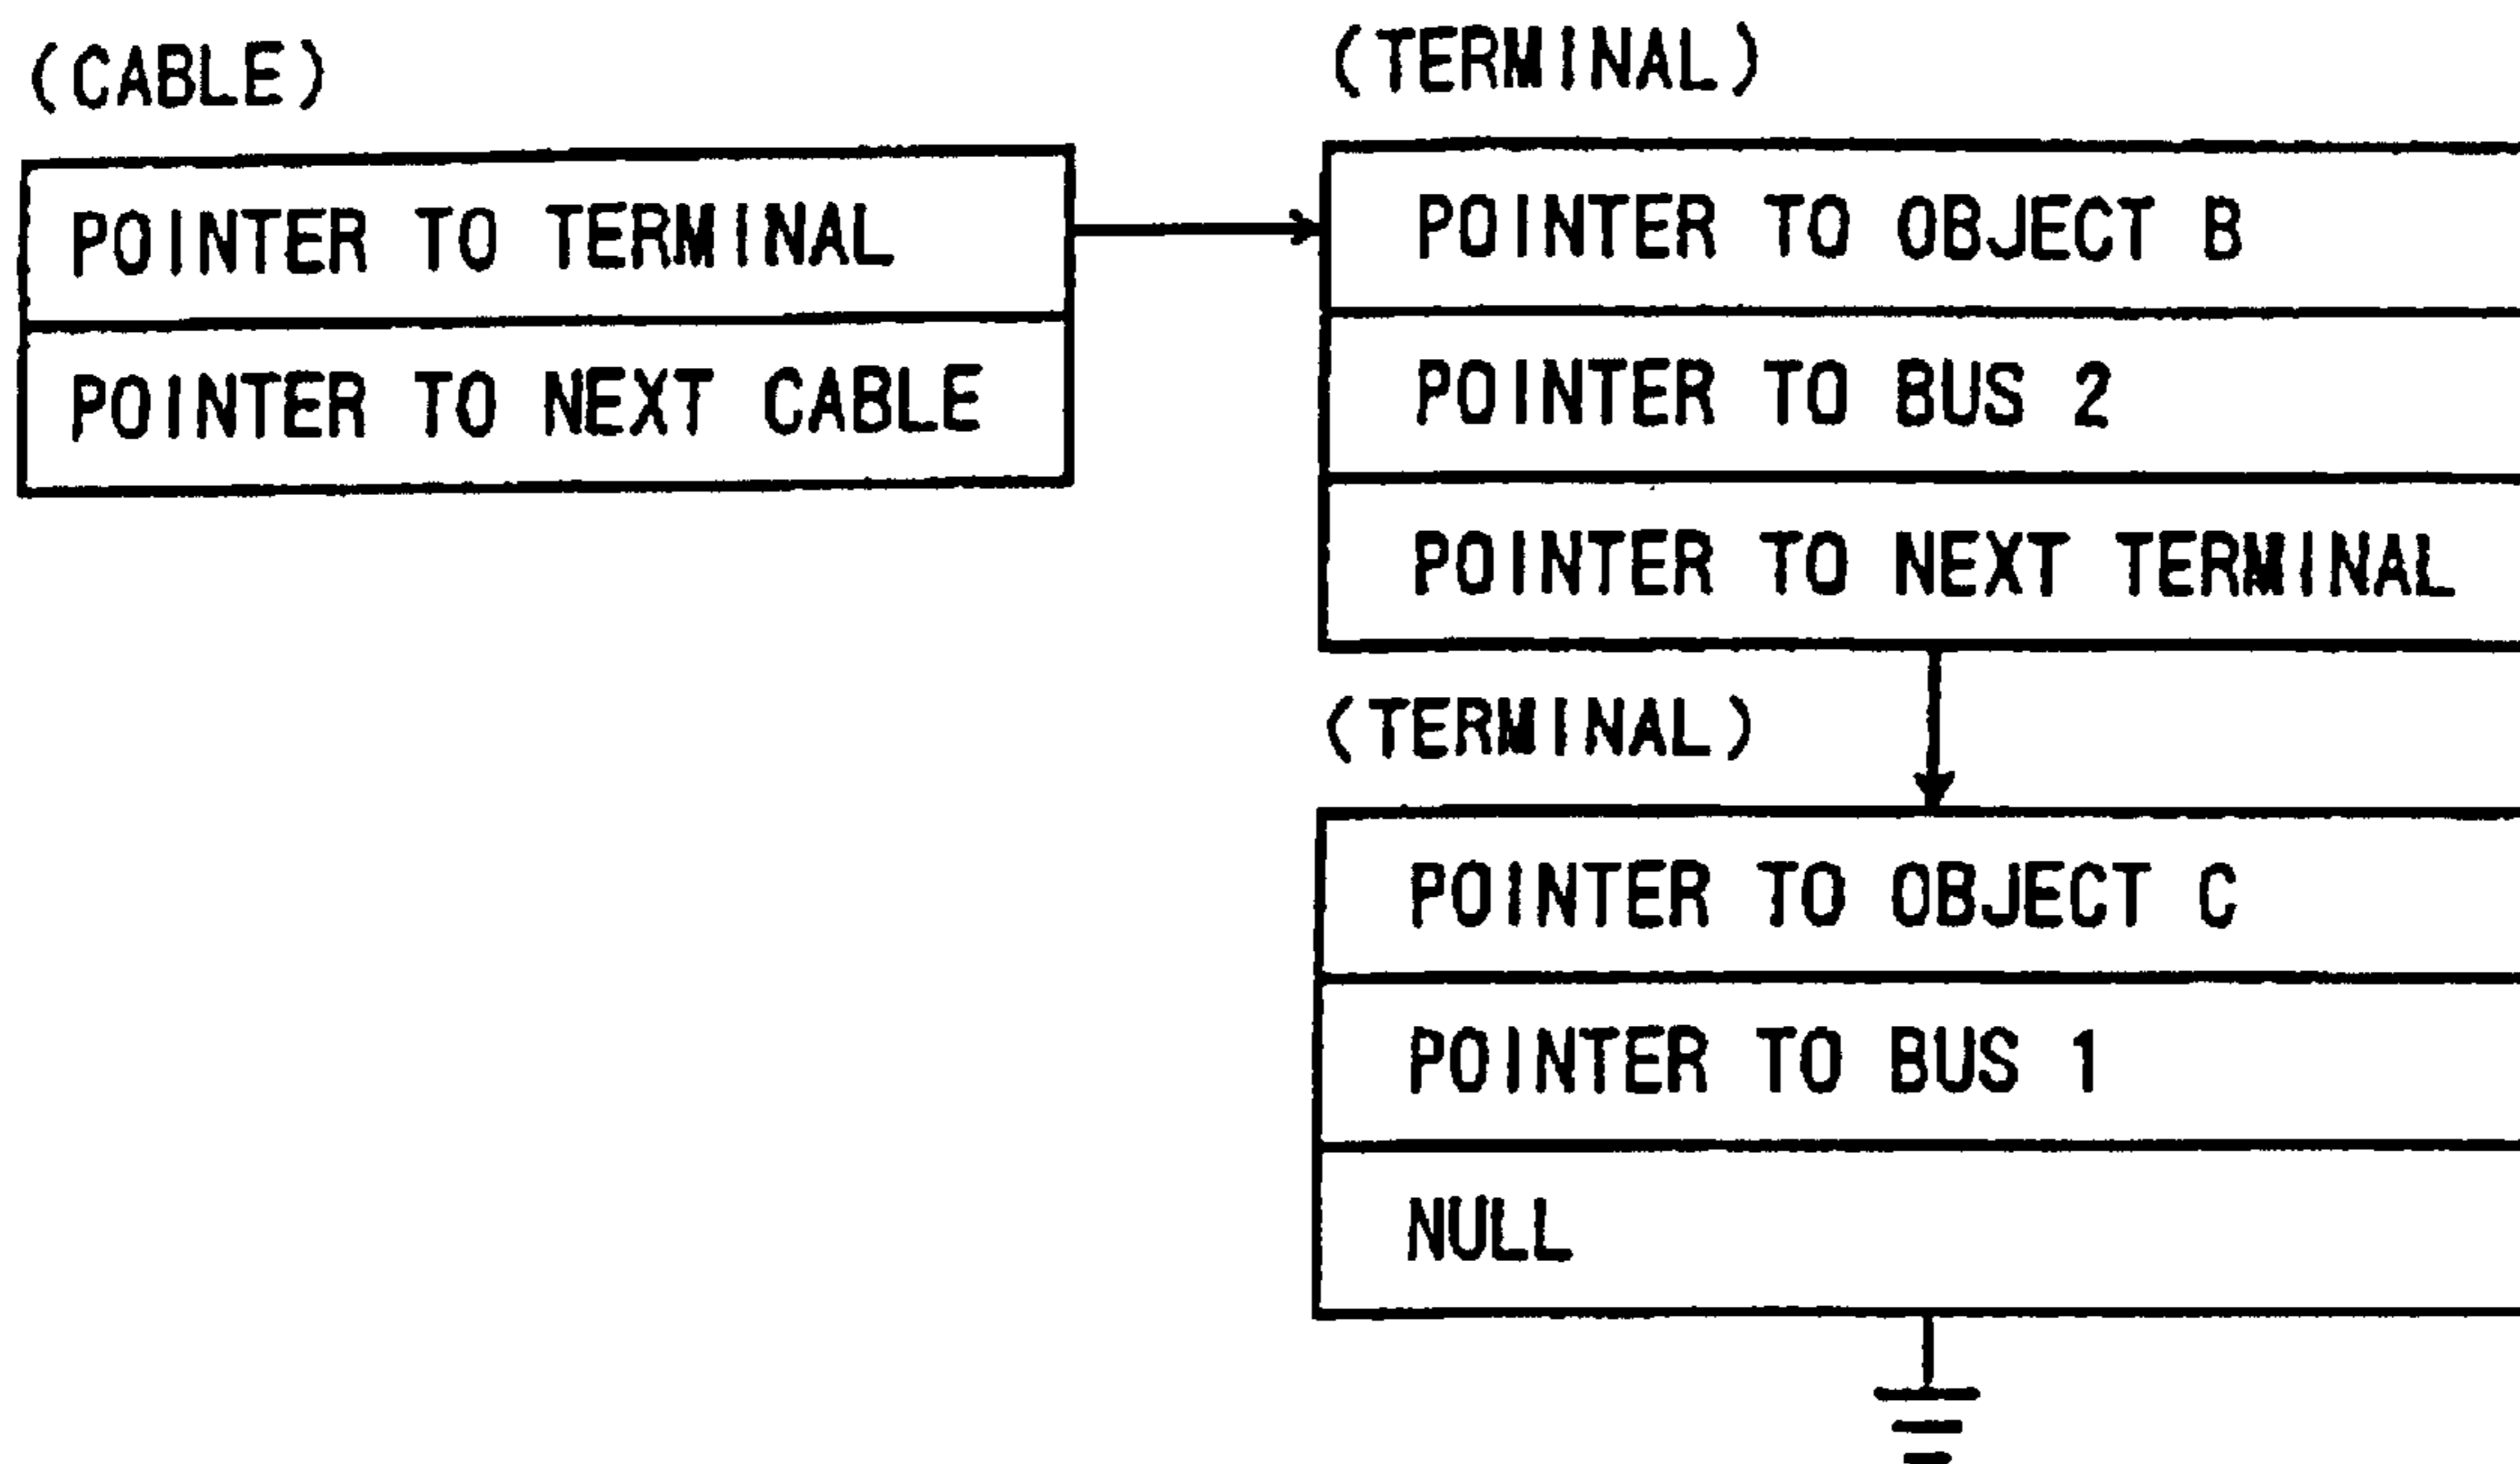 (CABLE)
POINTER TO TERMINAL
POINTER TO NEXT CABLE
(TERMINAL)
POINTER TO OBJECT B
POINTER TO BUS 2
POINTER TO NEXT TERMINAL
(TERMINAL)
POINTER TO OBJECT C
POINTER TO BUS 1
NULL